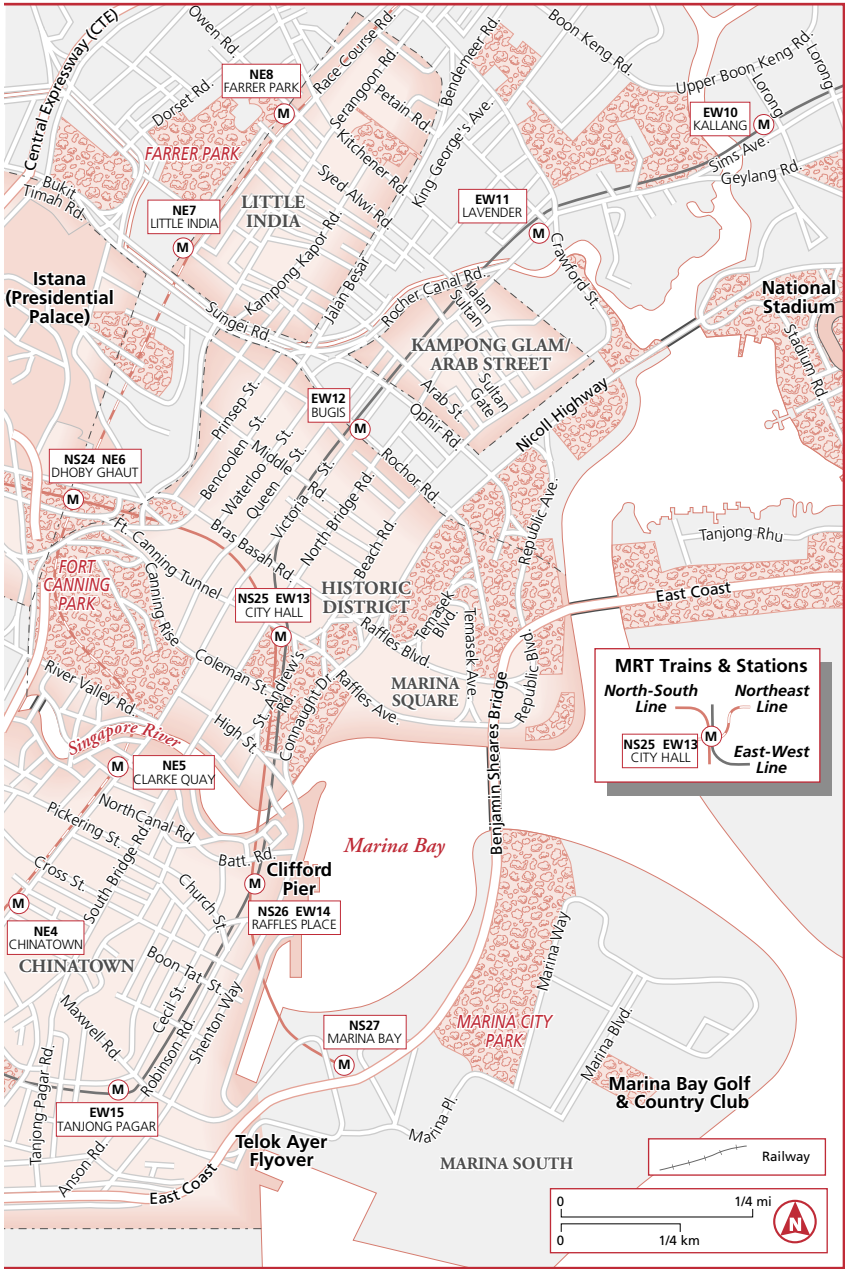 Central Expressway (CTE)
Owen Rd.
Race Course Rd.
Serangoon Rd.
Bendemeer Rd.
Boon Keng Rd.
Upper Boon Keng Rd.
Lorong
Lorong
NE8
FARRER PARK
M
Dorset Rd.
Petain Rd.
S. Kitchener Rd.
King George's Ave.
EW10
KALLANG
M
Sims Ave.
Geylang Rd.
FARRER PARK
Bukit
Timah Rd.
Syed Alwi Rd.
NE7
LITTLE INDIA
M
LITTLE
INDIA
EW11
LAVENDER
M
Crawford St.
Kampong Kapor Rd.
Jalan Besar
Istana
(Presidential
Palace)
Sungei Rd.
Rocher Canal Rd.
Jalan
Sultan
National
Stadium
Stadium Rd.
KAMPONG GLAM/
ARAB STREET
Arab St.
Sultan
Gate
Nicoll Highway
Prinsep St.
EW12
BUGIS
M
Ophir Rd.
Bencoolen St.
Waterloo St.
Middle Rd.
Queen St.
Victoria St.
Rochor Rd.
NS24 NE6
DHOBY GHAUT
M
North Bridge Rd.
Beach Rd.
Republic Ave.
Tanjong Rhu
Ft. Canning Tunnel
Bras Basah Rd.
FORT
CANNING
PARK
Canning Rise
HISTORIC
DISTRICT
East Coast
NS25 EW13
CITY HALL
M
Raffles Blvd.
Temasek
Blvd.
Temasek Ave.
Republic Blvd
Coleman St.
St. Andrew's
Rd.
Connaught Dr.
Raffles Ave.
MARINA
SQUARE
River Valley Rd.
High St.
Benjamin Sheares Bridge
MRT Trains & Stations
North-South
Line
Northeast
Line
M
NS25 EW13
CITY HALL
East-West
Line
Singapore River
M
NE5
CLARKE QUAY
NorthCanal Rd.
Pickering St.
South Bridge Rd.
Batt. Rd.
Marina Bay
Clifford
Pier
M
Cross St.
Church St.
NS26 EW14
RAFFLES PLACE
M
NE4
CHINATOWN
CHINATOWN
Boon Tat St.
Cecil St.
Maxwell Rd.
Robinson Rd.
Shenton Way
Marina Way
NS27
MARINA BAY
M
MARINA CITY
PARK
Marina Blvd.
M
EW15
TANJONG PAGAR
Tanjong Pagar Rd.
Anson Rd.
Marina Bay Golf
& Country Club
Marina Pl.
Telok Ayer
Flyover
East Coast
MARINA SOUTH
Railway
0 1/4 mi
0 1/4 km
N